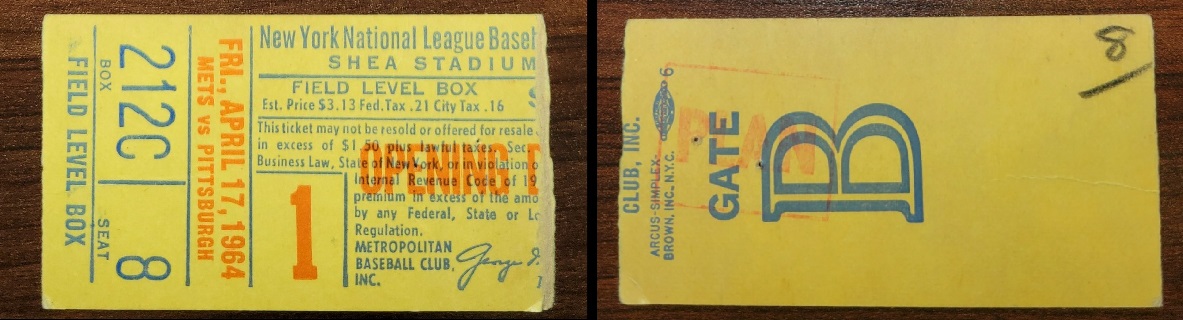 New York National League Baseb
SHEA STADIUM
FIELD LEVEL BOX
Est. Price $3.13 Fed. Tax .21 City Tax .16
This ticket may not be resold or offered for resale
in excess of $1.50 plus lawful taxes. Sec.
Business Law, State of New York, or in violation o
Internal Revenue Code of 19
premium in excess of the amo
by any Federal, State or Lo
Regulation.
METROPOLITAN
BASEBALL CLUB,
INC.
George
OPENING
1
FRI., APRIL 17, 1964
METS vs PITTSBURGH
BOX
212C
SEAT
8
FIELD LEVEL BOX
CLUB, INC.
ARCUS-SIMPLEX-
BROWN, INC., N.Y.C.
6
GATE
B
PLAN
8